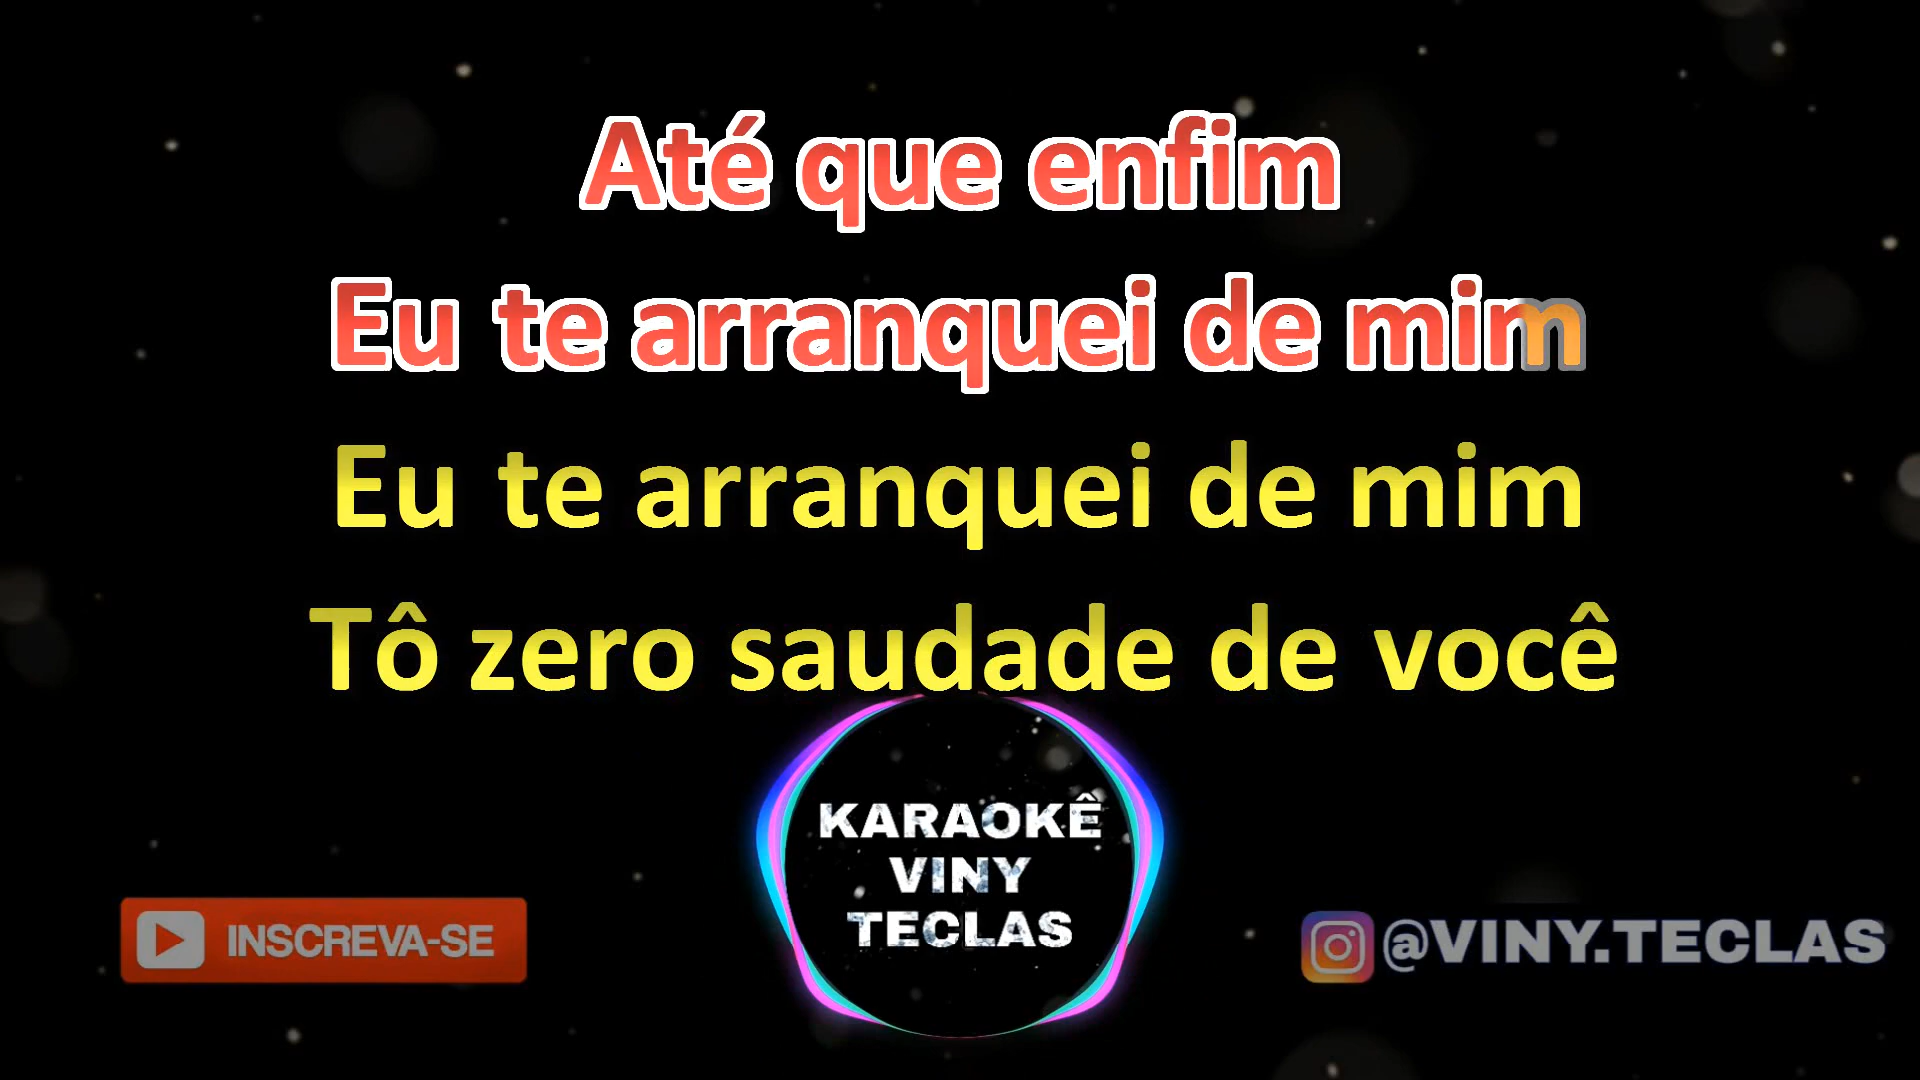 Até que enfim
Eu te arranquei de mim
Eu te arranquei de mim
Tô zero saudade de você
KARAOKÊ
VINY
TECLAS
INSCREVA-SE
@VINY.TECLAS